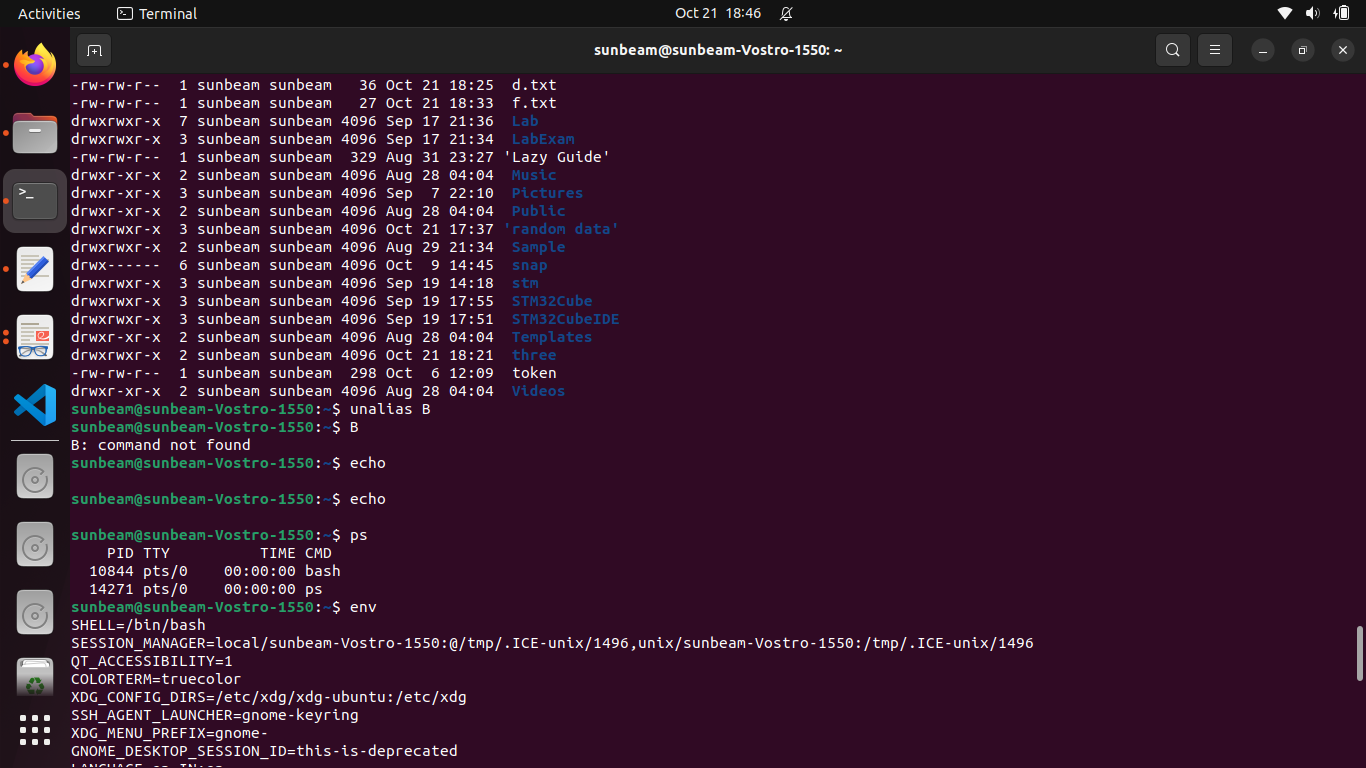 Activities Terminal Oct 21 18:46
sunbeam@sunbeam-Vostro-1550: ~
-rw-rw-r-- 1 sunbeam sunbeam 36 Oct 21 18:25 d.txt
-rw-rw-r-- 1 sunbeam sunbeam 27 Oct 21 18:33 f.txt
drwxrwxr-x 7 sunbeam sunbeam 4096 Sep 17 21:36 Lab
drwxrwxr-x 3 sunbeam sunbeam 4096 Sep 17 21:34 LabExam
-rw-rw-r-- 1 sunbeam sunbeam 329 Aug 31 23:27 'Lazy Guide'
drwxr-xr-x 2 sunbeam sunbeam 4096 Aug 28 04:04 Music
drwxr-xr-x 3 sunbeam sunbeam 4096 Sep 7 22:10 Pictures
drwxr-xr-x 2 sunbeam sunbeam 4096 Aug 28 04:04 Public
drwxrwxr-x 3 sunbeam sunbeam 4096 Oct 21 17:37 'random data'
drwxrwxr-x 2 sunbeam sunbeam 4096 Aug 29 21:34 Sample
drwx------ 6 sunbeam sunbeam 4096 Oct 9 14:45 snap
drwxrwxr-x 3 sunbeam sunbeam 4096 Sep 19 14:18 stm
drwxrwxr-x 3 sunbeam sunbeam 4096 Sep 19 17:55 STM32Cube
drwxrwxr-x 3 sunbeam sunbeam 4096 Sep 19 17:51 STM32CubeIDE
drwxr-xr-x 2 sunbeam sunbeam 4096 Aug 28 04:04 Templates
drwxrwxr-x 2 sunbeam sunbeam 4096 Oct 21 18:21 three
-rw-rw-r-- 1 sunbeam sunbeam 298 Oct 6 12:09 token
drwxr-xr-x 2 sunbeam sunbeam 4096 Aug 28 04:04 Videos
sunbeam@sunbeam-Vostro-1550:~$ unalias B
sunbeam@sunbeam-Vostro-1550:~$ B
B: command not found
sunbeam@sunbeam-Vostro-1550:~$ echo
sunbeam@sunbeam-Vostro-1550:~$ echo
sunbeam@sunbeam-Vostro-1550:~$ ps
PID TTY TIME CMD
10844 pts/0 00:00:00 bash
14271 pts/0 00:00:00 ps
sunbeam@sunbeam-Vostro-1550:~$ env
SHELL=/bin/bash
SESSION_MANAGER=local/sunbeam-Vostro-1550:@/tmp/.ICE-unix/1496,unix/sunbeam-Vostro-1550:/tmp/.ICE-unix/1496
QT_ACCESSIBILITY=1
COLORTERM=truecolor
XDG_CONFIG_DIRS=/etc/xdg/xdg-ubuntu:/etc/xdg
SSH_AGENT_LAUNCHER=gnome-keyring
XDG_MENU_PREFIX=gnome-
GNOME_DESKTOP_SESSION_ID=this-is-deprecated